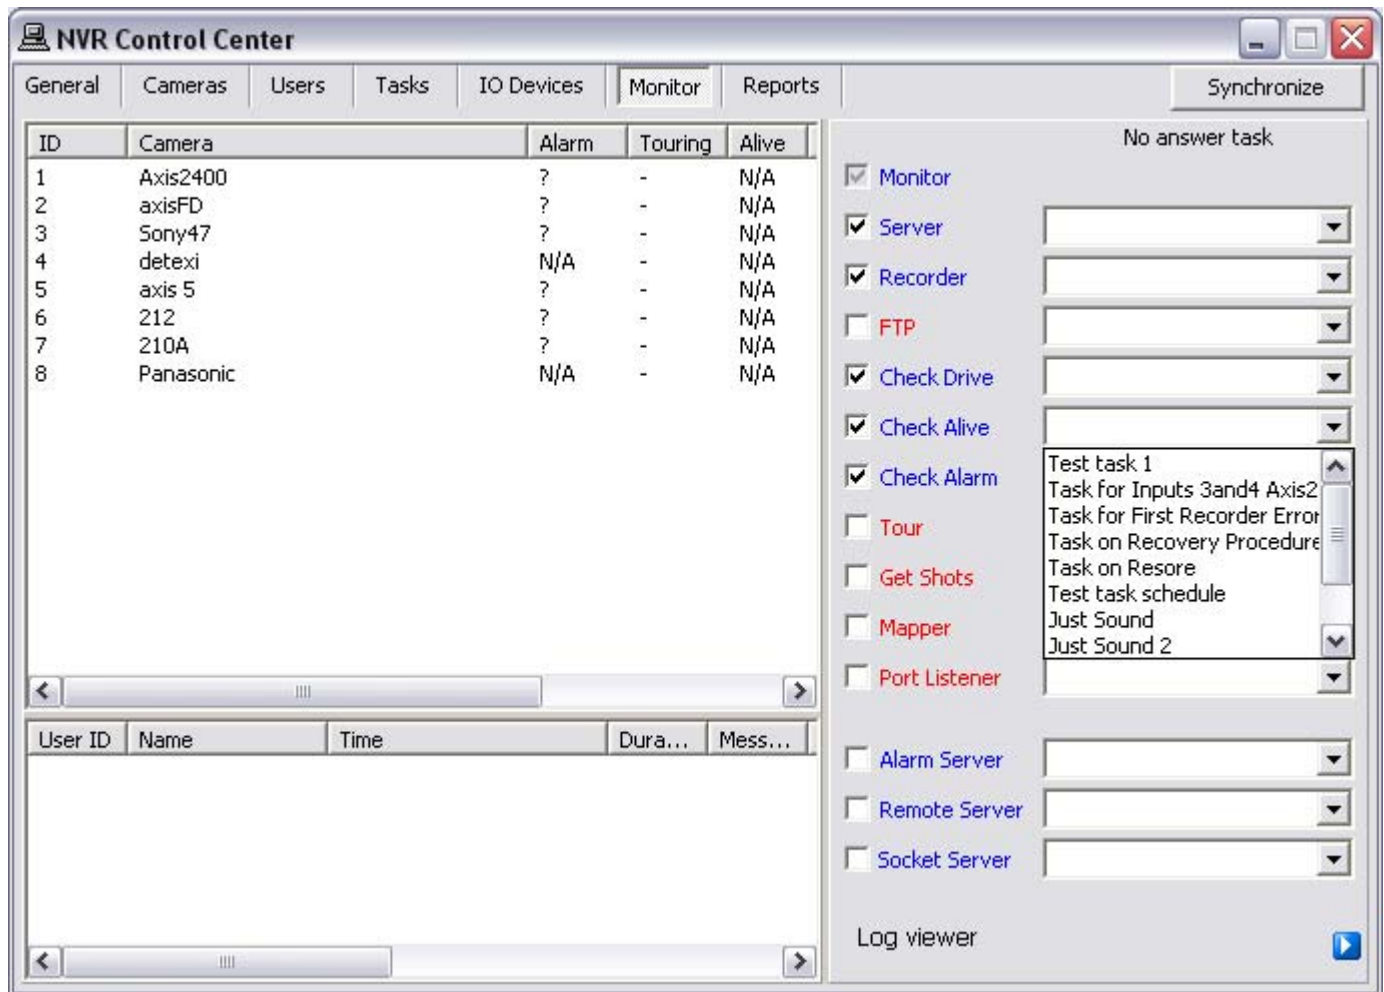 NVR Control Center
General Cameras Users Tasks IO Devices Monitor Reports Synchronize
ID Camera Alarm Touring Alive
1 Axis2400 ? - N/A
2 axisFD ? - N/A
3 Sony47 ? - N/A
4 detexi N/A - N/A
5 axis 5 ? - N/A
6 212 ? - N/A
7 210A ? - N/A
8 Panasonic N/A - N/A
User ID Name Time Dura... Mess...
No answer task
Monitor
Server
Recorder
FTP
Check Drive
Check Alive
Check Alarm
Tour
Get Shots
Mapper
Port Listener
Test task 1
Task for Inputs 3and4 Axis2
Task for First Recorder Error
Task on Recovery Procedure
Task on Resore
Test task schedule
Just Sound
Just Sound 2
Alarm Server
Remote Server
Socket Server
Log viewer